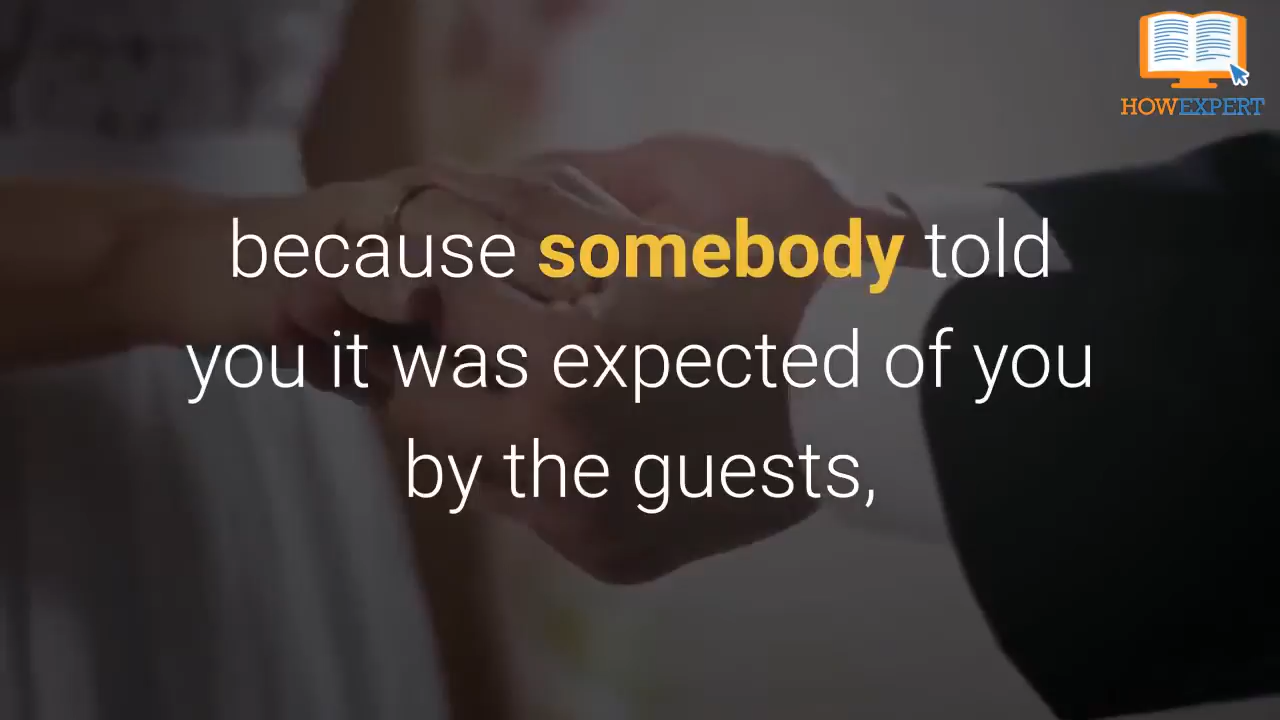 HOWEXPERT
because somebody told
you it was expected of you
by the guests,